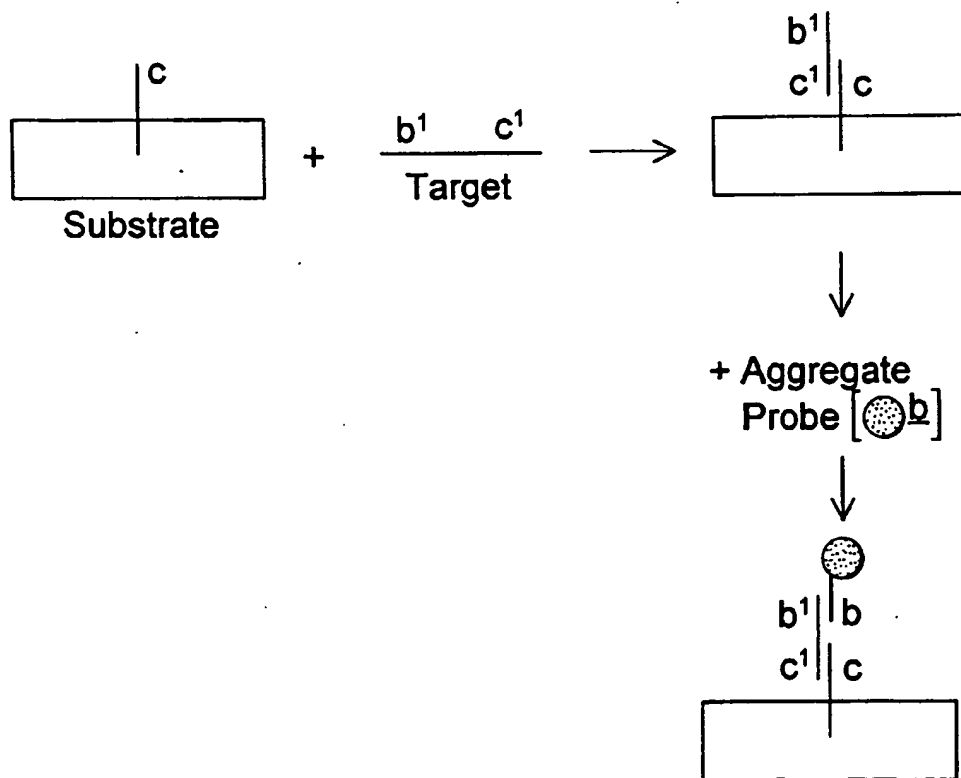 c
Substrate
+
b¹ c¹
Target
b¹
c¹ c
+ Aggregate
Probe [b]
b¹ b
c¹ c